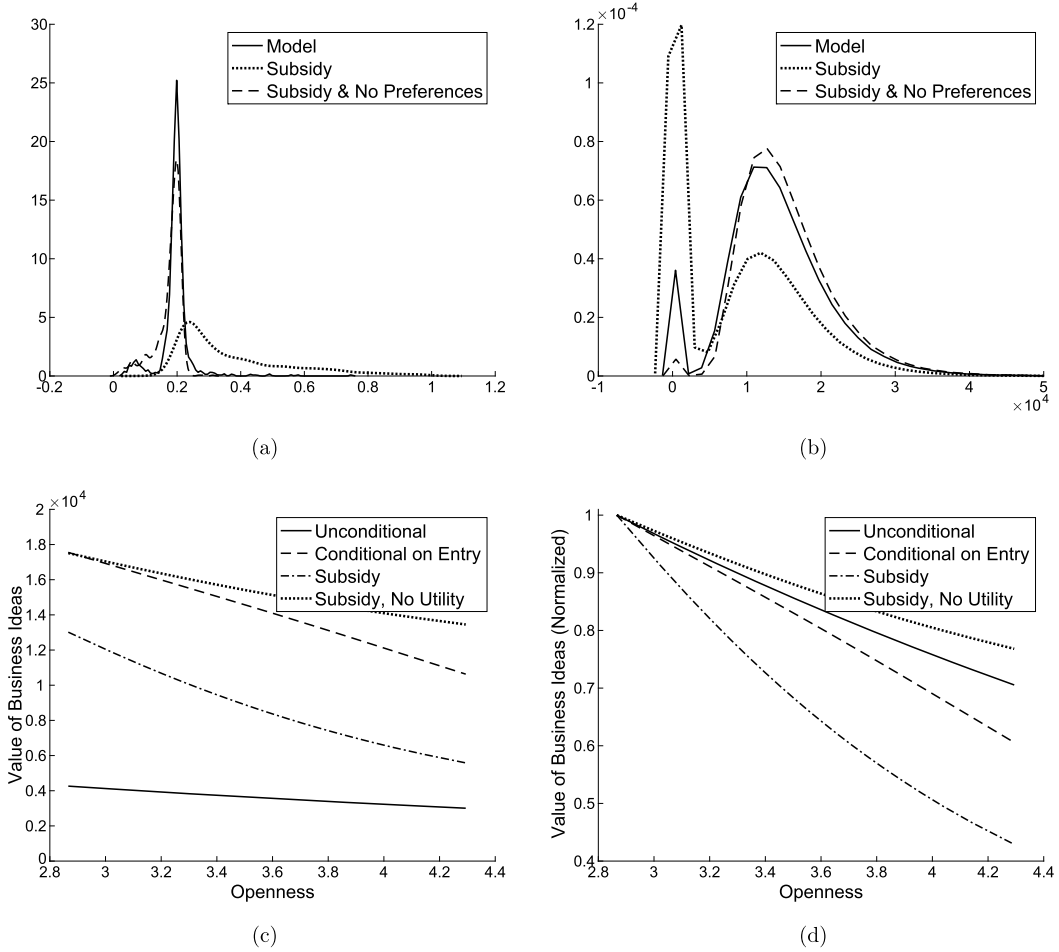 30
25
20
15
10
5
0
-0.2 0 0.2 0.4 0.6 0.8 1 1.2
Model
Subsidy
Subsidy & No Preferences
(a)
×10⁻⁴
1.2
1
0.8
0.6
0.4
0.2
0
-1 0 1 2 3 4 5
×10⁴
Model
Subsidy
Subsidy & No Preferences
(b)
×10⁴
2
1.8
1.6
1.4
1.2
1
0.8
0.6
0.4
0.2
0
2.8 3 3.2 3.4 3.6 3.8 4 4.2 4.4
Value of Business Ideas
Openness
Unconditional
Conditional on Entry
Subsidy
Subsidy, No Utility
(c)
1
0.9
0.8
0.7
0.6
0.5
0.4
2.8 3 3.2 3.4 3.6 3.8 4 4.2 4.4
Value of Business Ideas (Normalized)
Openness
Unconditional
Conditional on Entry
Subsidy
Subsidy, No Utility
(d)